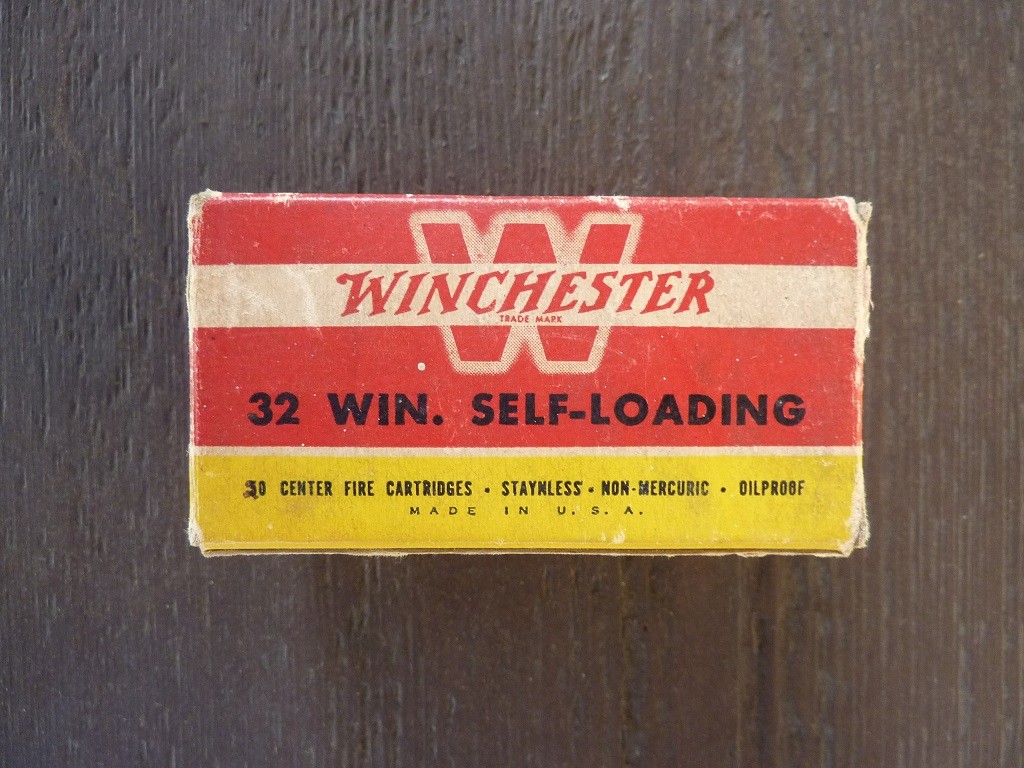 W
WINCHESTER
TRADE MARK
32 WIN. SELF-LOADING
50 CENTER FIRE CARTRIDGES • STAYNLESS • NON-MERCURIC • OILPROOF
MADE IN U.S.A.